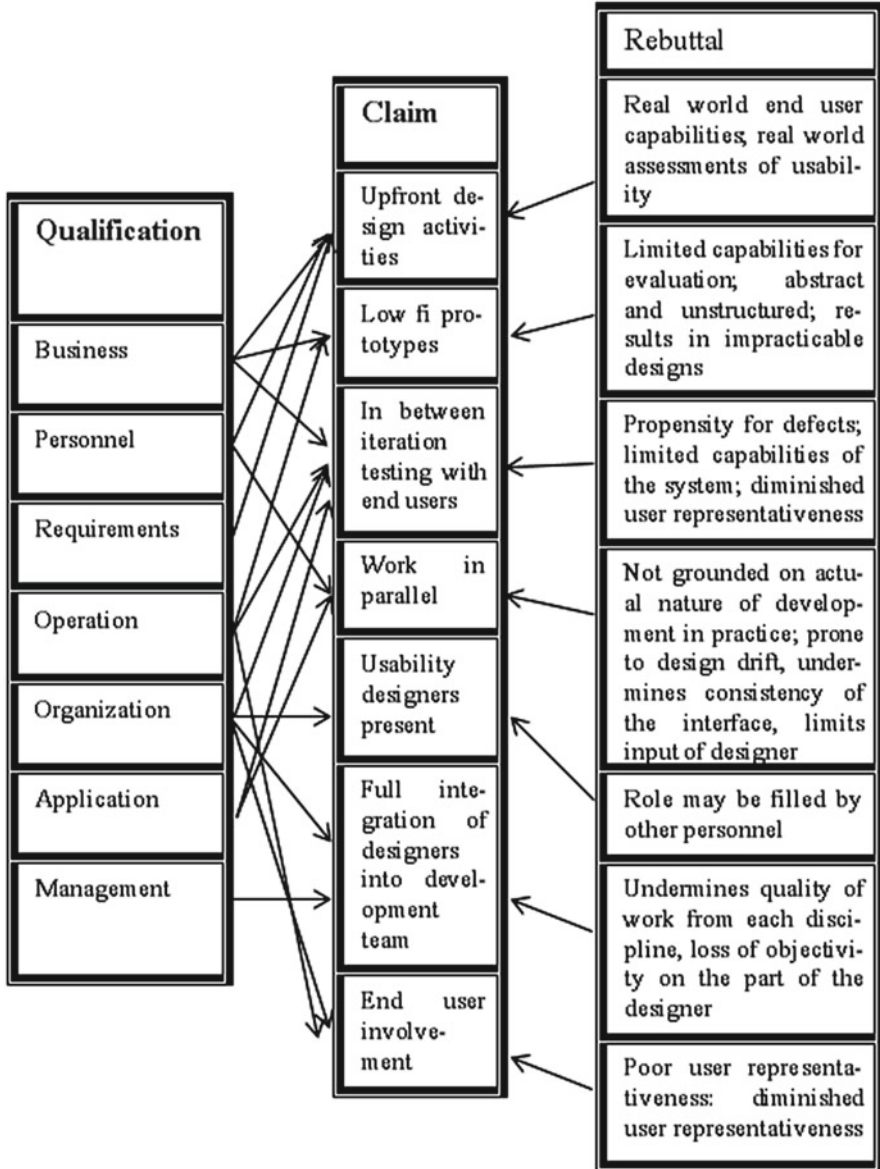 Qualification
Business
Personnel
Requirements
Operation
Organization
Application
Management
Claim
Upfront de-
sign activi-
ties
Low fi pro-
totypes
In between
iteration
testing with
end users
Work in
parallel
Usability
designers
present
Full inte-
gration of
designers
into devel-
opment
team
End user
involve-
ment
Rebuttal
Real world end user
capabilities; real world
assessments of usabil-
ity
Limited capabilities for
evaluation; abstract
and unstructured; re-
sults in impracticable
designs
Propensity for defects;
limited capabilities of
the system; diminished
user representativeness
Not grounded on actu-
al nature of develop-
ment in practice; prone
to design drift, under-
mines consistency of
the interface, limits
input of designer
Role may be filled by
other personnel
Undermines quality of
work from each disci-
pline, loss of objectivi-
ty on the part of the
designer
Poor user representa-
tiveness: diminished
user representativeness